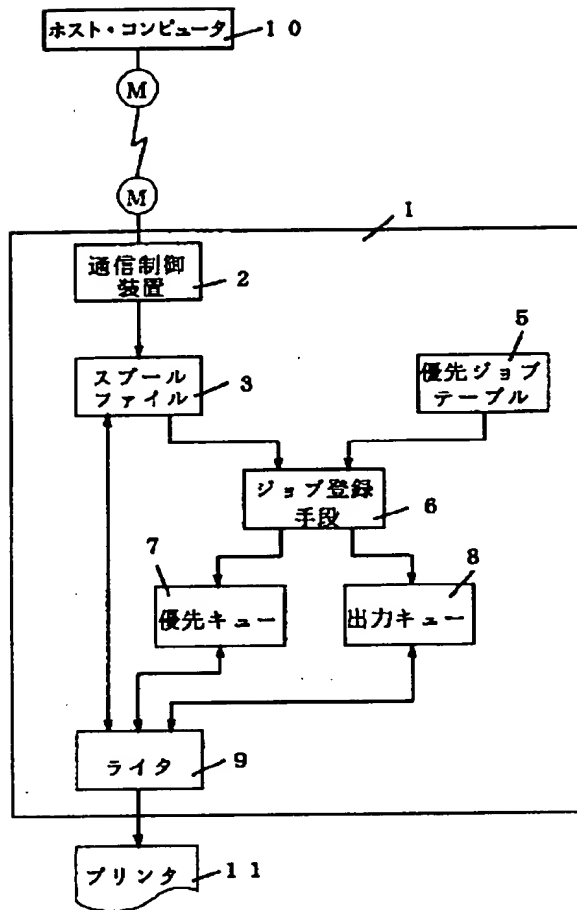 ホスト・コンピュータ
10
M
M
1
通信制御
装置
2
スプール
ファイル
3
5
優先ジョブ
テーブル
ジョブ登録
手段
6
7
優先キュー
8
出力キュー
ライタ
9
プリンタ
11